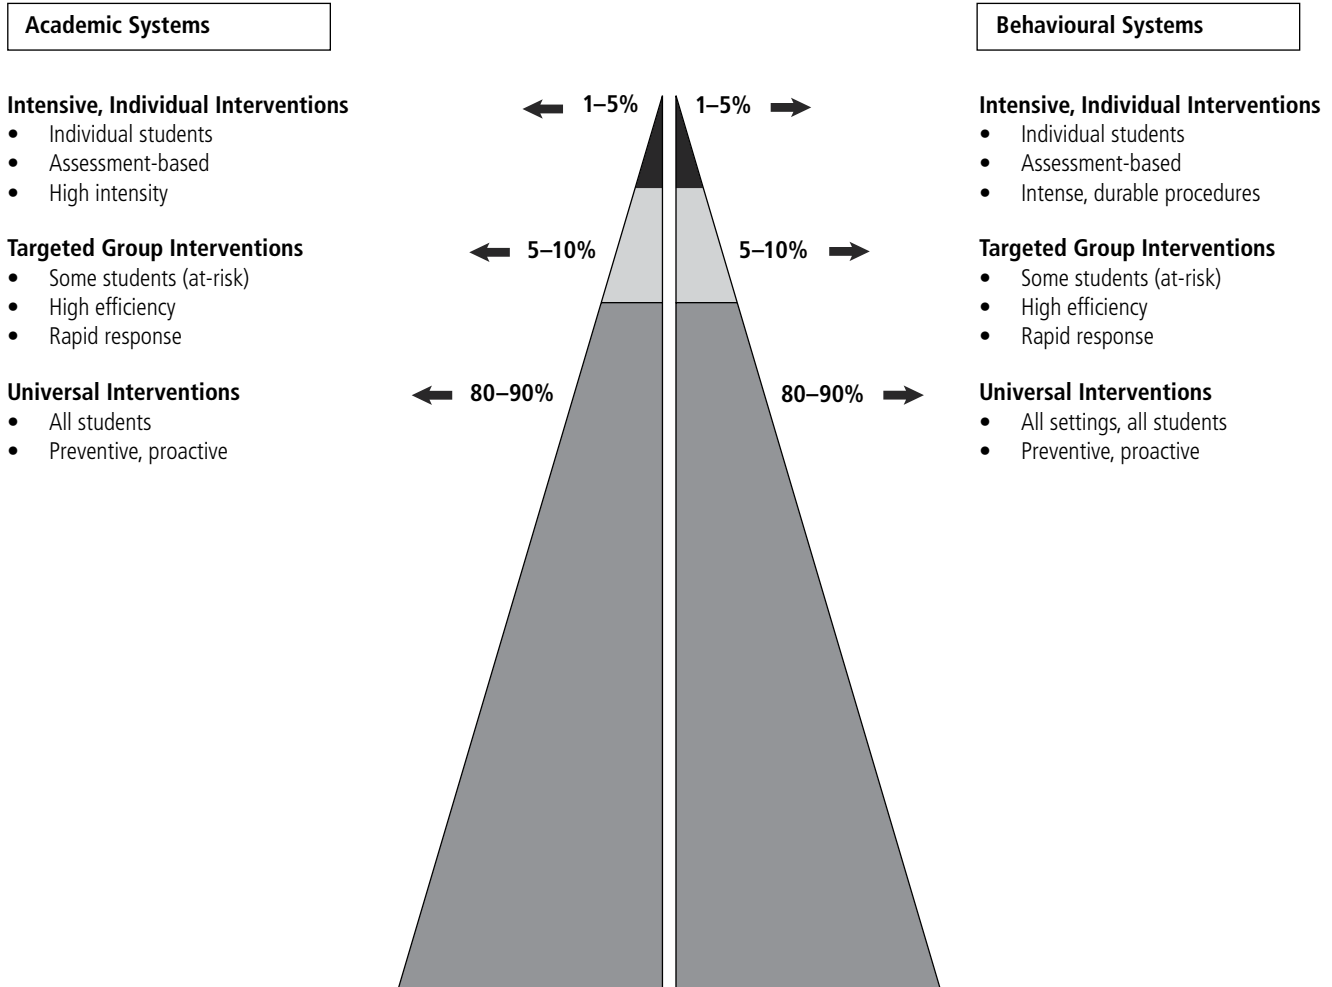 Academic Systems
Intensive, Individual Interventions
• Individual students
• Assessment-based
• High intensity
Targeted Group Interventions
• Some students (at-risk)
• High efficiency
• Rapid response
Universal Interventions
• All students
• Preventive, proactive
1–5%
5–10%
80–90%
1–5%
5–10%
80–90%
Behavioural Systems
Intensive, Individual Interventions
• Individual students
• Assessment-based
• Intense, durable procedures
Targeted Group Interventions
• Some students (at-risk)
• High efficiency
• Rapid response
Universal Interventions
• All settings, all students
• Preventive, proactive